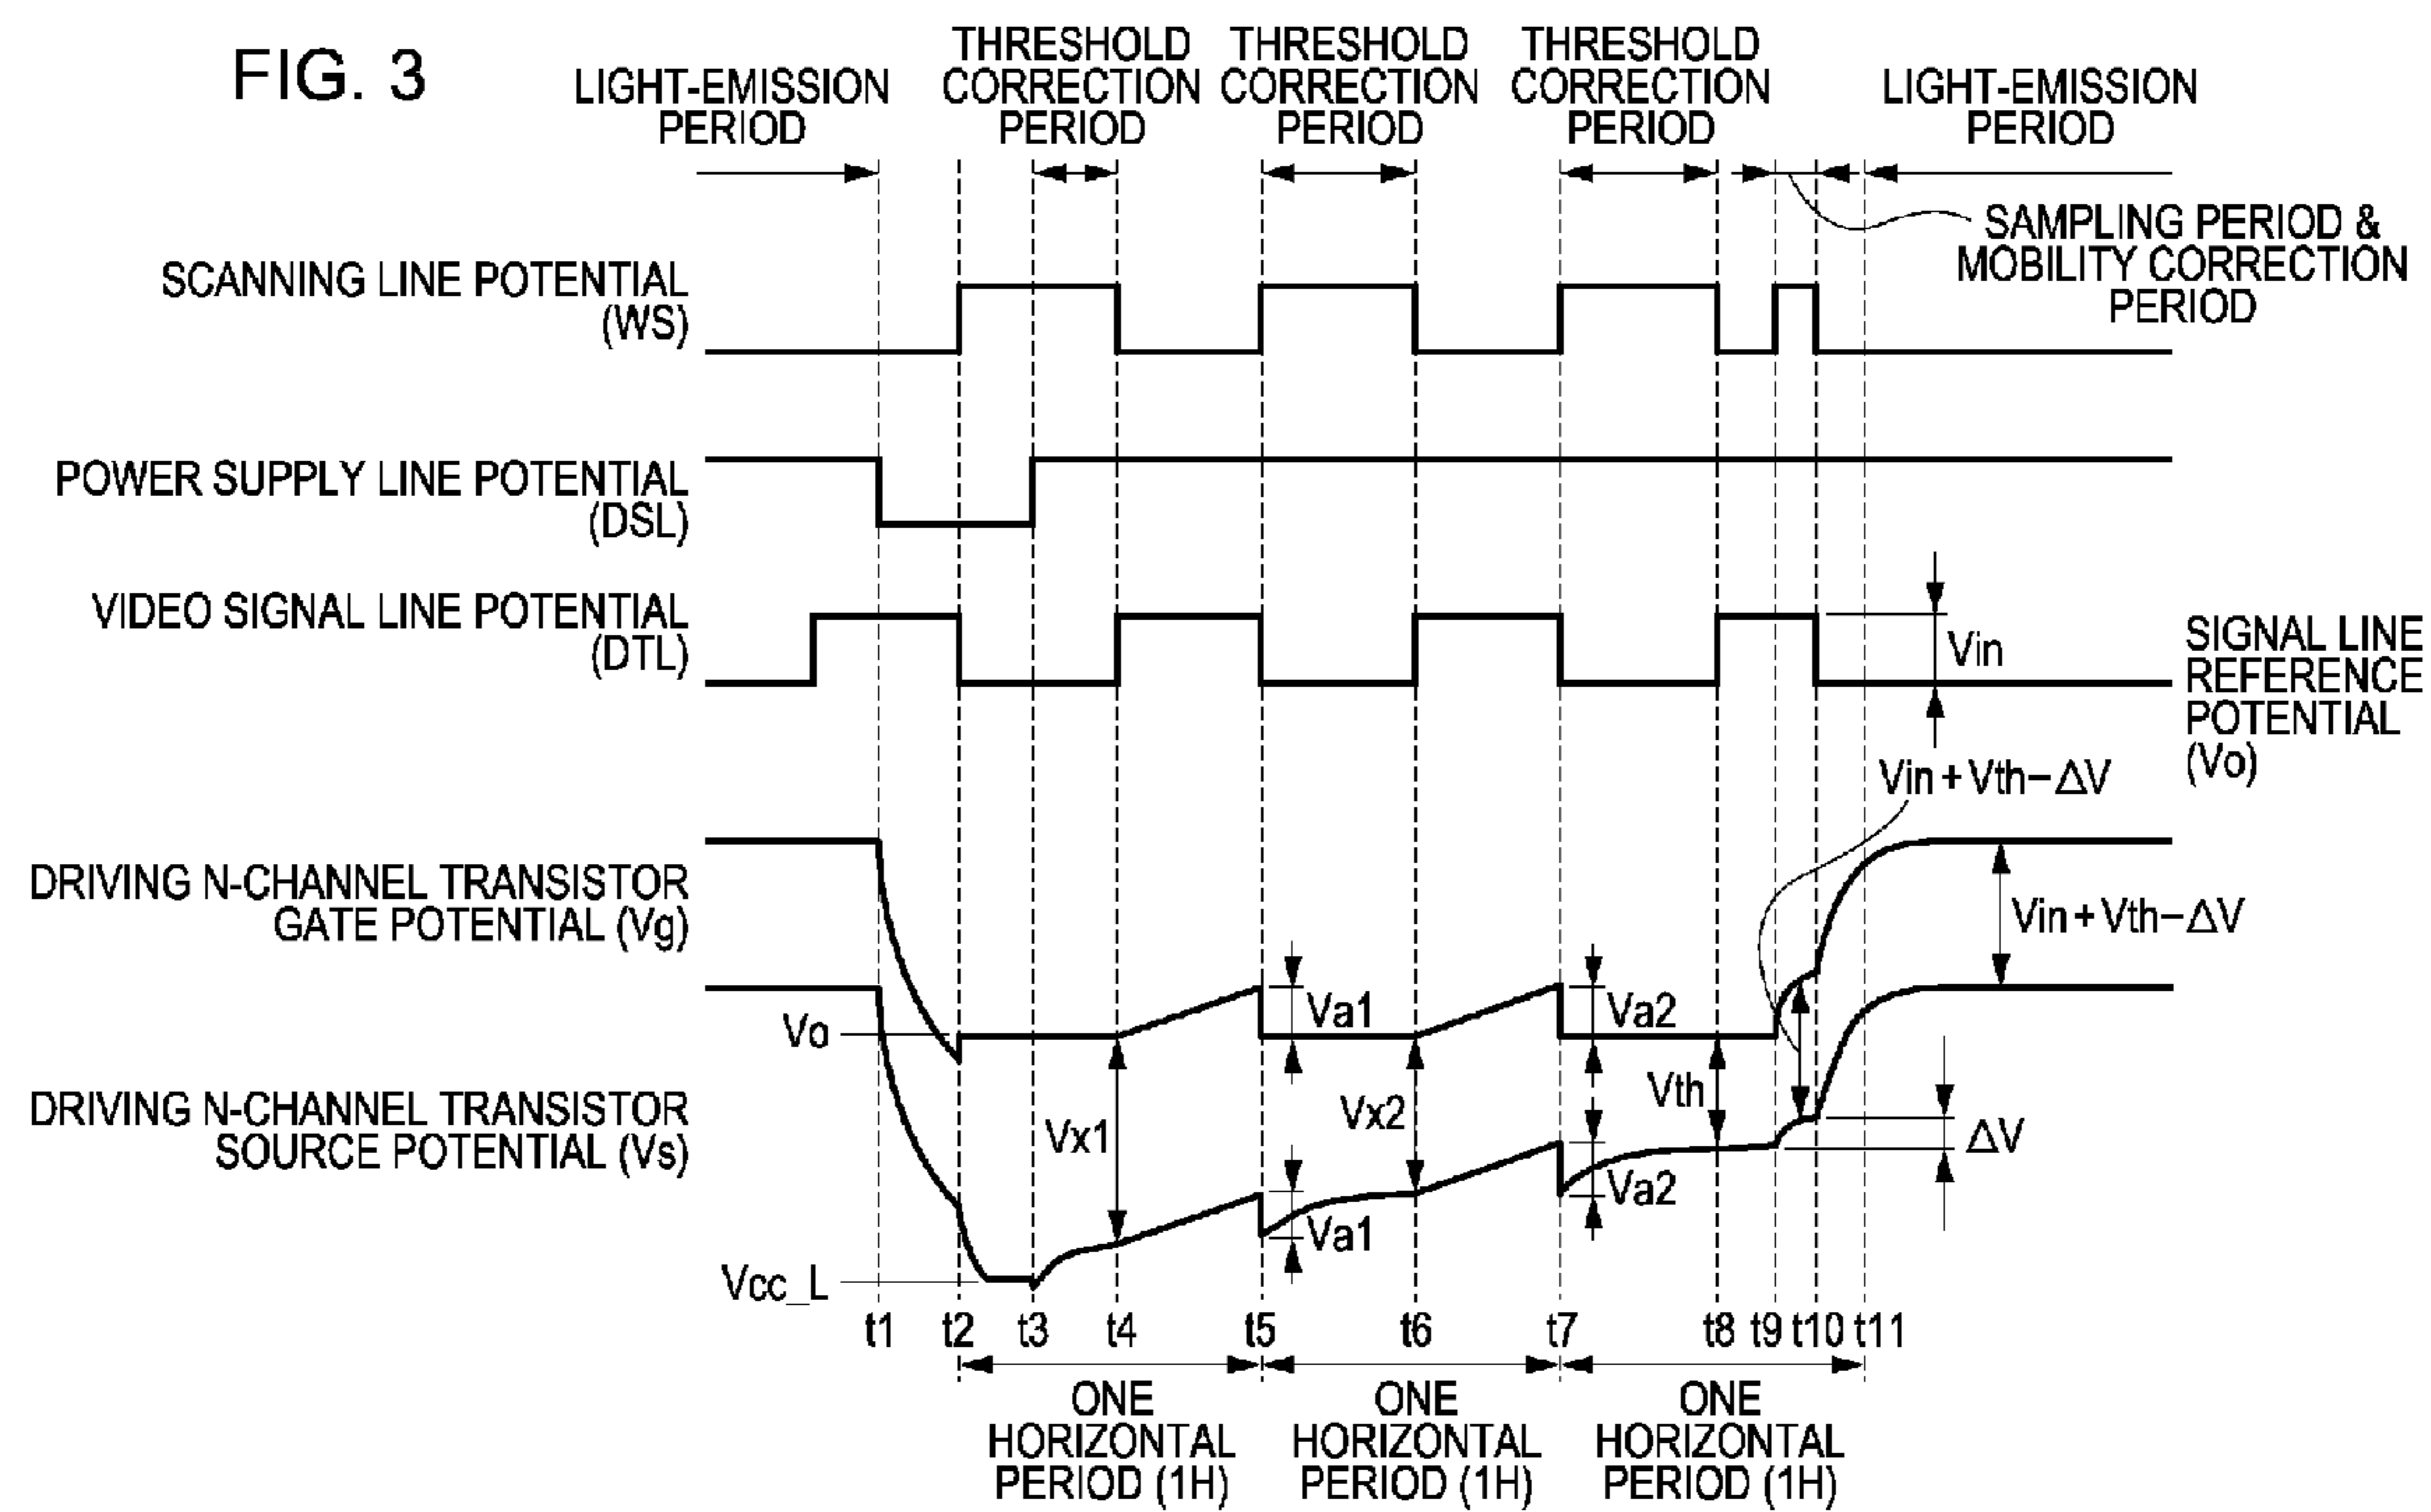 FIG. 3
LIGHT-EMISSION
PERIOD
THRESHOLD
CORRECTION
PERIOD
THRESHOLD
CORRECTION
PERIOD
THRESHOLD
CORRECTION
PERIOD
LIGHT-EMISSION
PERIOD
SAMPLING PERIOD &
MOBILITY CORRECTION
PERIOD
SCANNING LINE POTENTIAL
(WS)
POWER SUPPLY LINE POTENTIAL
(DSL)
VIDEO SIGNAL LINE POTENTIAL
(DTL)
Vin
SIGNAL LINE
REFERENCE
POTENTIAL
(Vo)
Vin+Vth−ΔV
DRIVING N-CHANNEL TRANSISTOR
GATE POTENTIAL (Vg)
Vin+Vth−ΔV
Vo
Va1
Va2
Vth
Vx2
Vx1
DRIVING N-CHANNEL TRANSISTOR
SOURCE POTENTIAL (Vs)
ΔV
Va2
Va1
Vcc_L
t1 t2 t3 t4 t5 t6 t7 t8 t9 t10 t11
ONE
HORIZONTAL
PERIOD (1H)
ONE
HORIZONTAL
PERIOD (1H)
ONE
HORIZONTAL
PERIOD (1H)